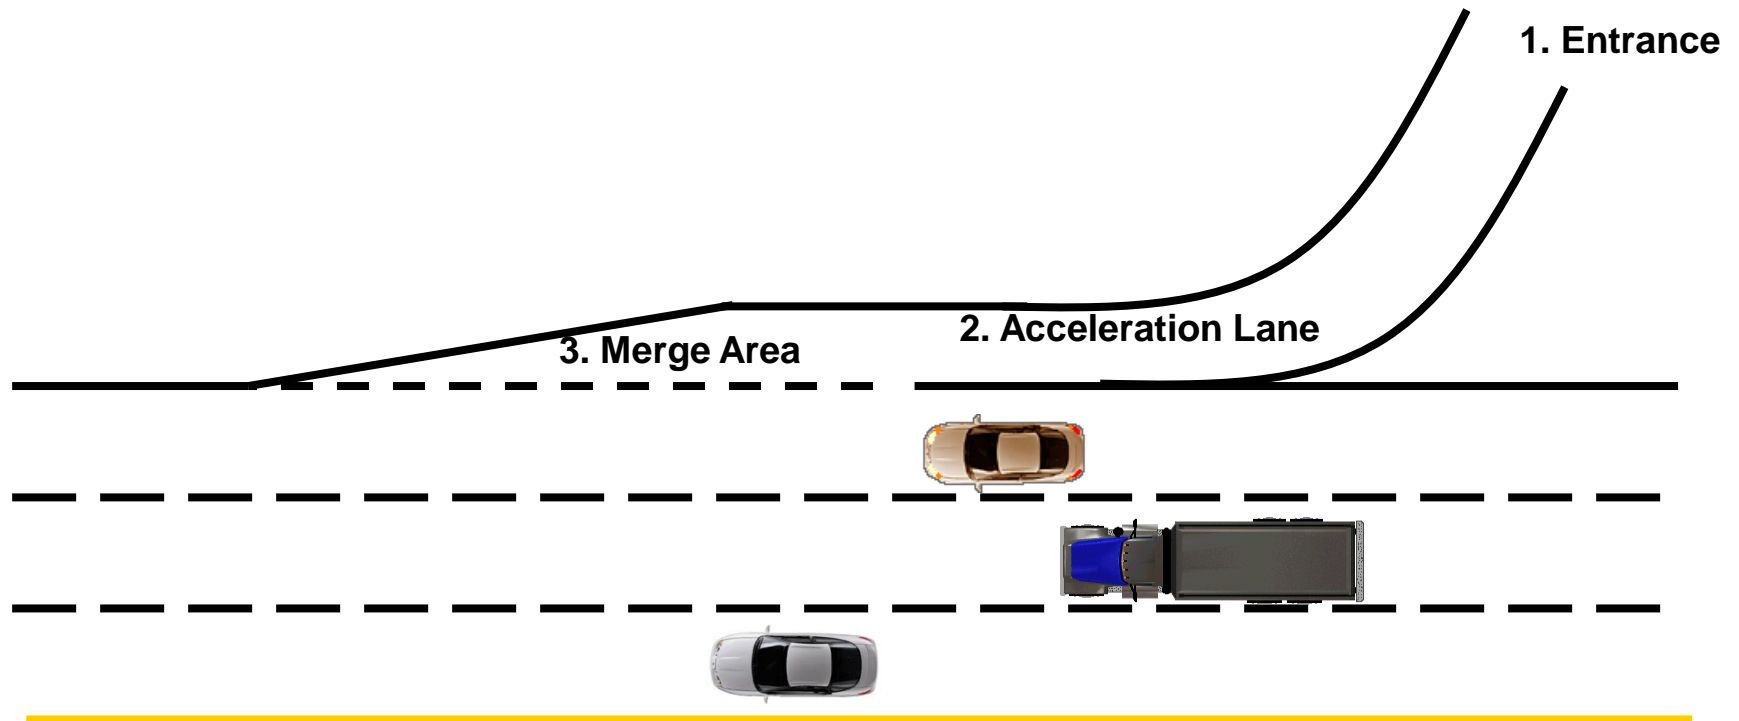 1. Entrance
2. Acceleration Lane
3. Merge Area